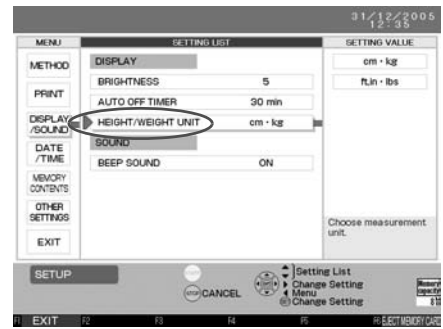 31/12/2005
12:35
MENU
SETTING LIST
SETTING VALUE
METHOD
DISPLAY
cm・kg
BRIGHTNESS 5
ft.in・lbs
PRINT
AUTO OFF TIMER 30 min
DISPLAY
/SOUND
HEIGHT/WEIGHT UNIT cm・kg
SOUND
DATE
/TIME
BEEP SOUND ON
MEMORY
CONTENTS
OTHER
SETTINGS
Choose measurement
unit.
EXIT
SETUP
CANCEL
Setting List
Change Setting
Menu
Change Setting
Memory
capacity
F1 EXIT F2 F3 F4 F5 F6 EJECT MEMORY CARD